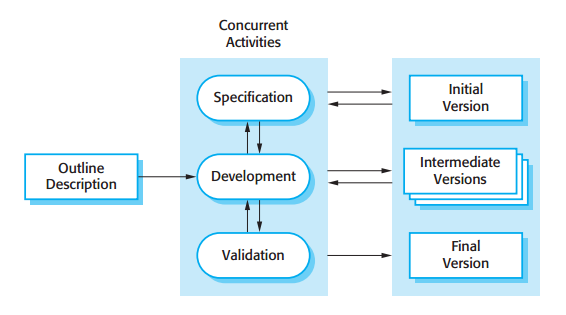 Concurrent
Activities
Specification
Initial
Version
Outline
Description
Development
Intermediate
Versions
Validation
Final
Version